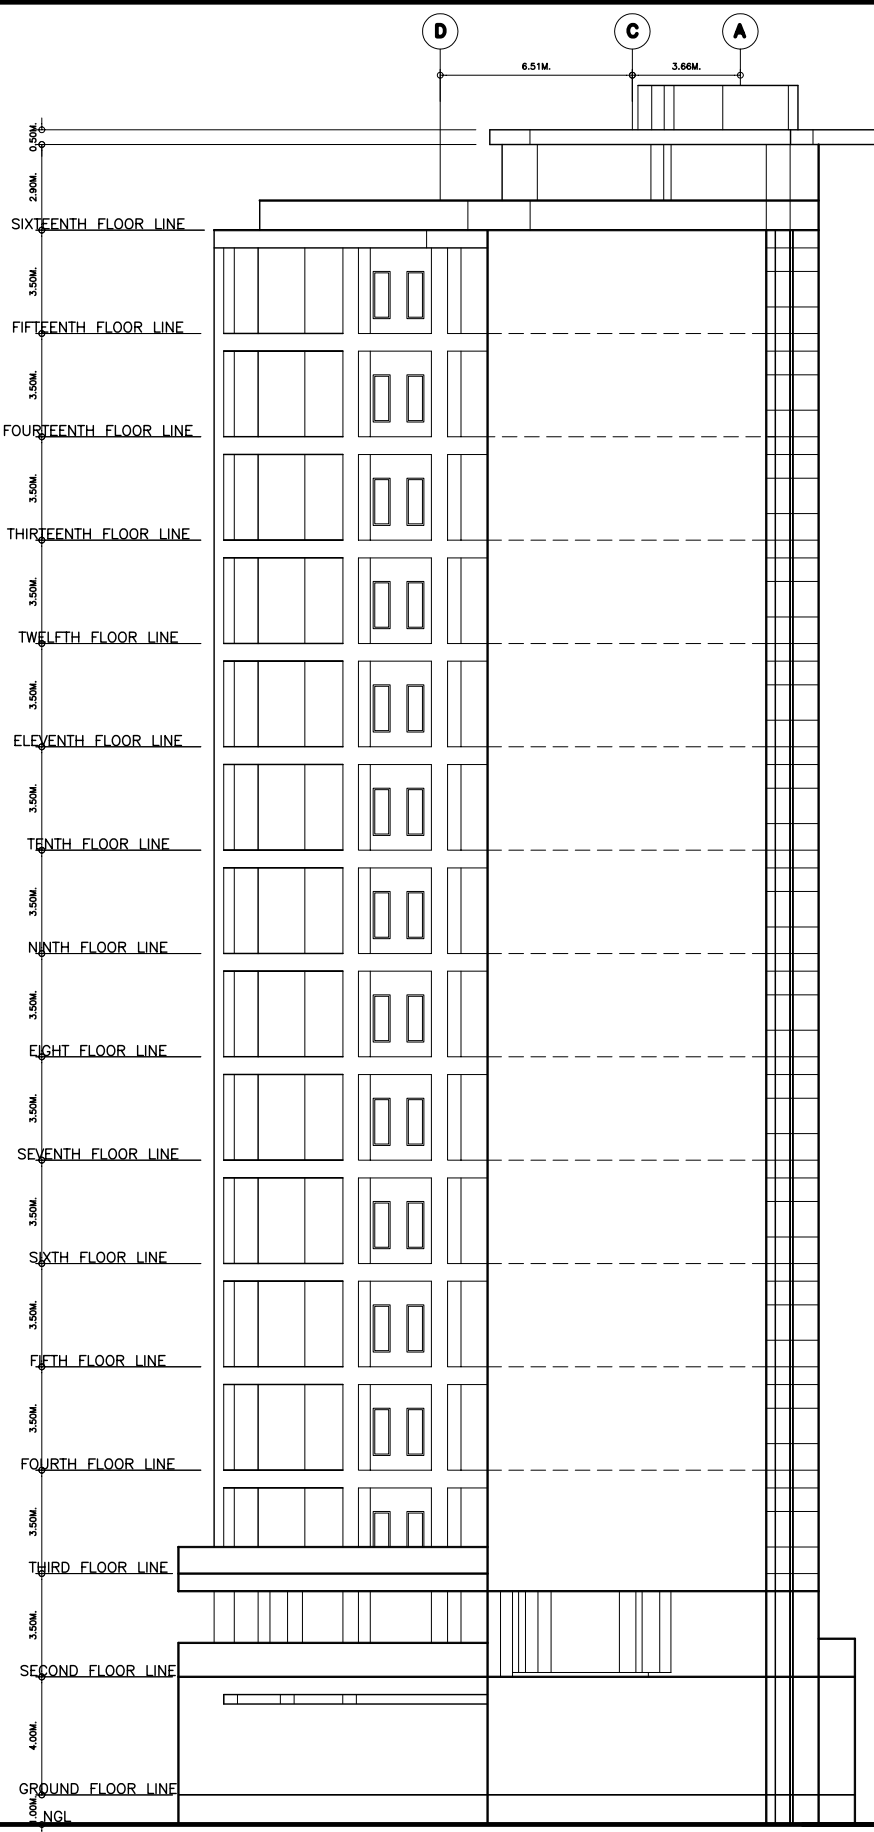 D C A
6.51M. 3.66M.
0.50M.
2.90M.
SIXTEENTH FLOOR LINE
3.50M.
FIFTEENTH FLOOR LINE
3.50M.
FOURTEENTH FLOOR LINE
3.50M.
THIRTEENTH FLOOR LINE
3.50M.
TWELFTH FLOOR LINE
3.50M.
ELEVENTH FLOOR LINE
3.50M.
TENTH FLOOR LINE
3.50M.
NINTH FLOOR LINE
3.50M.
EIGHT FLOOR LINE
3.50M.
SEVENTH FLOOR LINE
3.50M.
SIXTH FLOOR LINE
3.50M.
FIFTH FLOOR LINE
3.50M.
FOURTH FLOOR LINE
3.50M.
THIRD FLOOR LINE
3.50M.
SECOND FLOOR LINE
4.00M.
GROUND FLOOR LINE
1.00M.
NGL